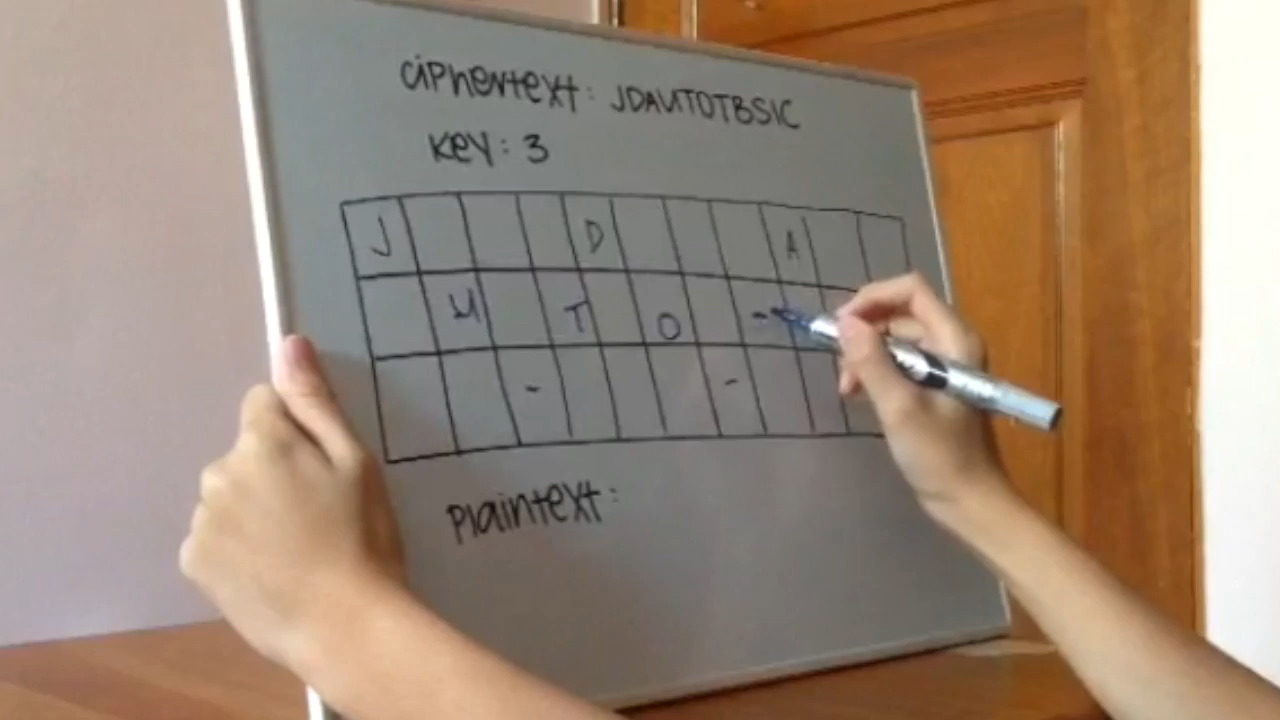 ciphertext: JDAUTOTBSIC
Key: 3
J D A
U T O -
- -
plaintext: